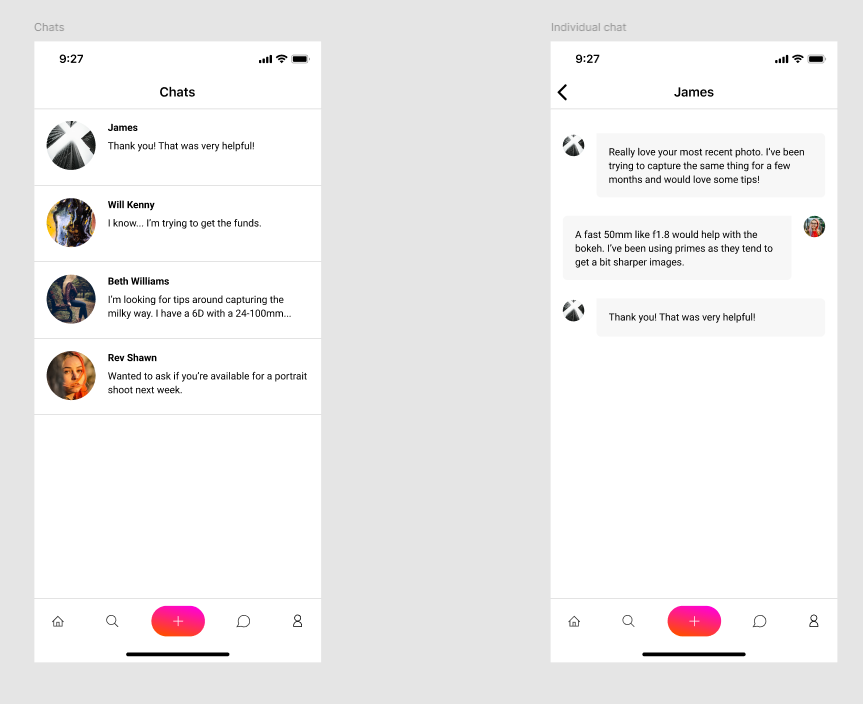 Chats
9:27
Chats
James
Thank you! That was very helpful!
Will Kenny
I know... I'm trying to get the funds.
Beth Williams
I'm looking for tips around capturing the
milky way. I have a 6D with a 24-100mm...
Rev Shawn
Wanted to ask if you're available for a portrait
shoot next week.
Individual chat
9:27
James
Really love your most recent photo. I've been
trying to capture the same thing for a few
months and would love some tips!
A fast 50mm like f1.8 would help with the
bokeh. I've been using primes as they tend to
get a bit sharper images.
Thank you! That was very helpful!